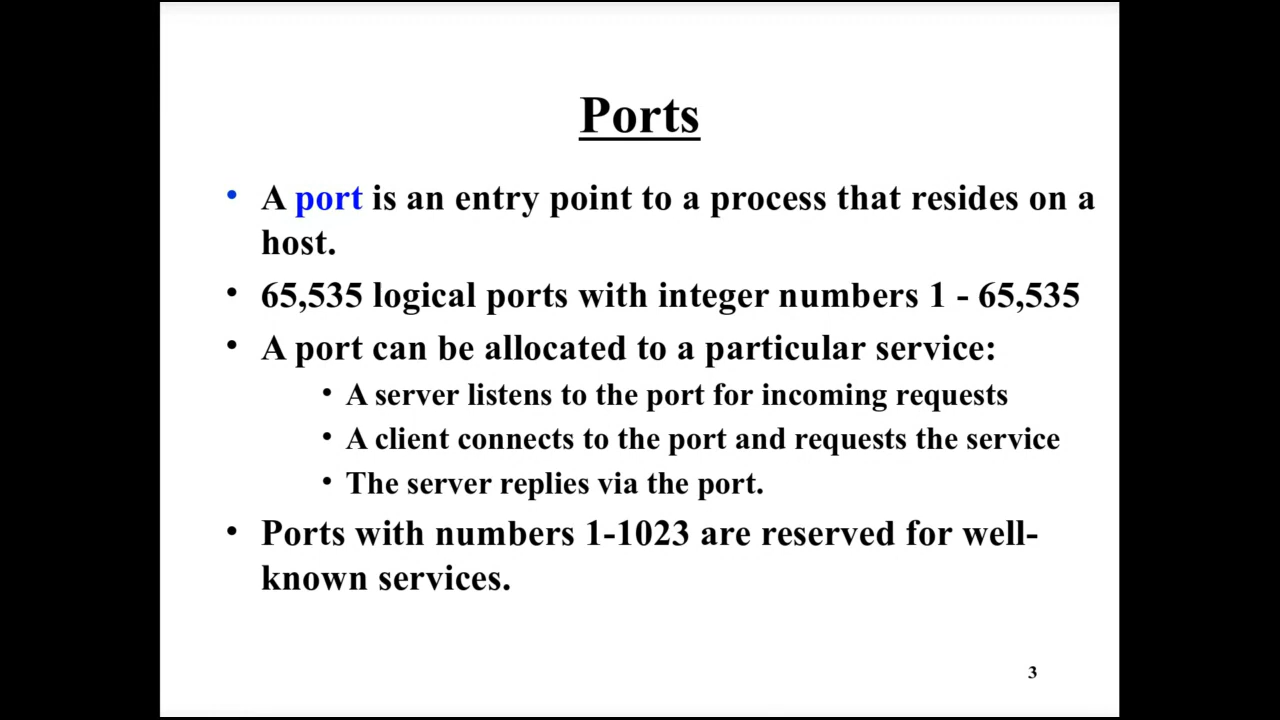 Ports
• A port is an entry point to a process that resides on a
host.
• 65,535 logical ports with integer numbers 1 - 65,535
• A port can be allocated to a particular service:
• A server listens to the port for incoming requests
• A client connects to the port and requests the service
• The server replies via the port.
• Ports with numbers 1-1023 are reserved for well-
known services.
3